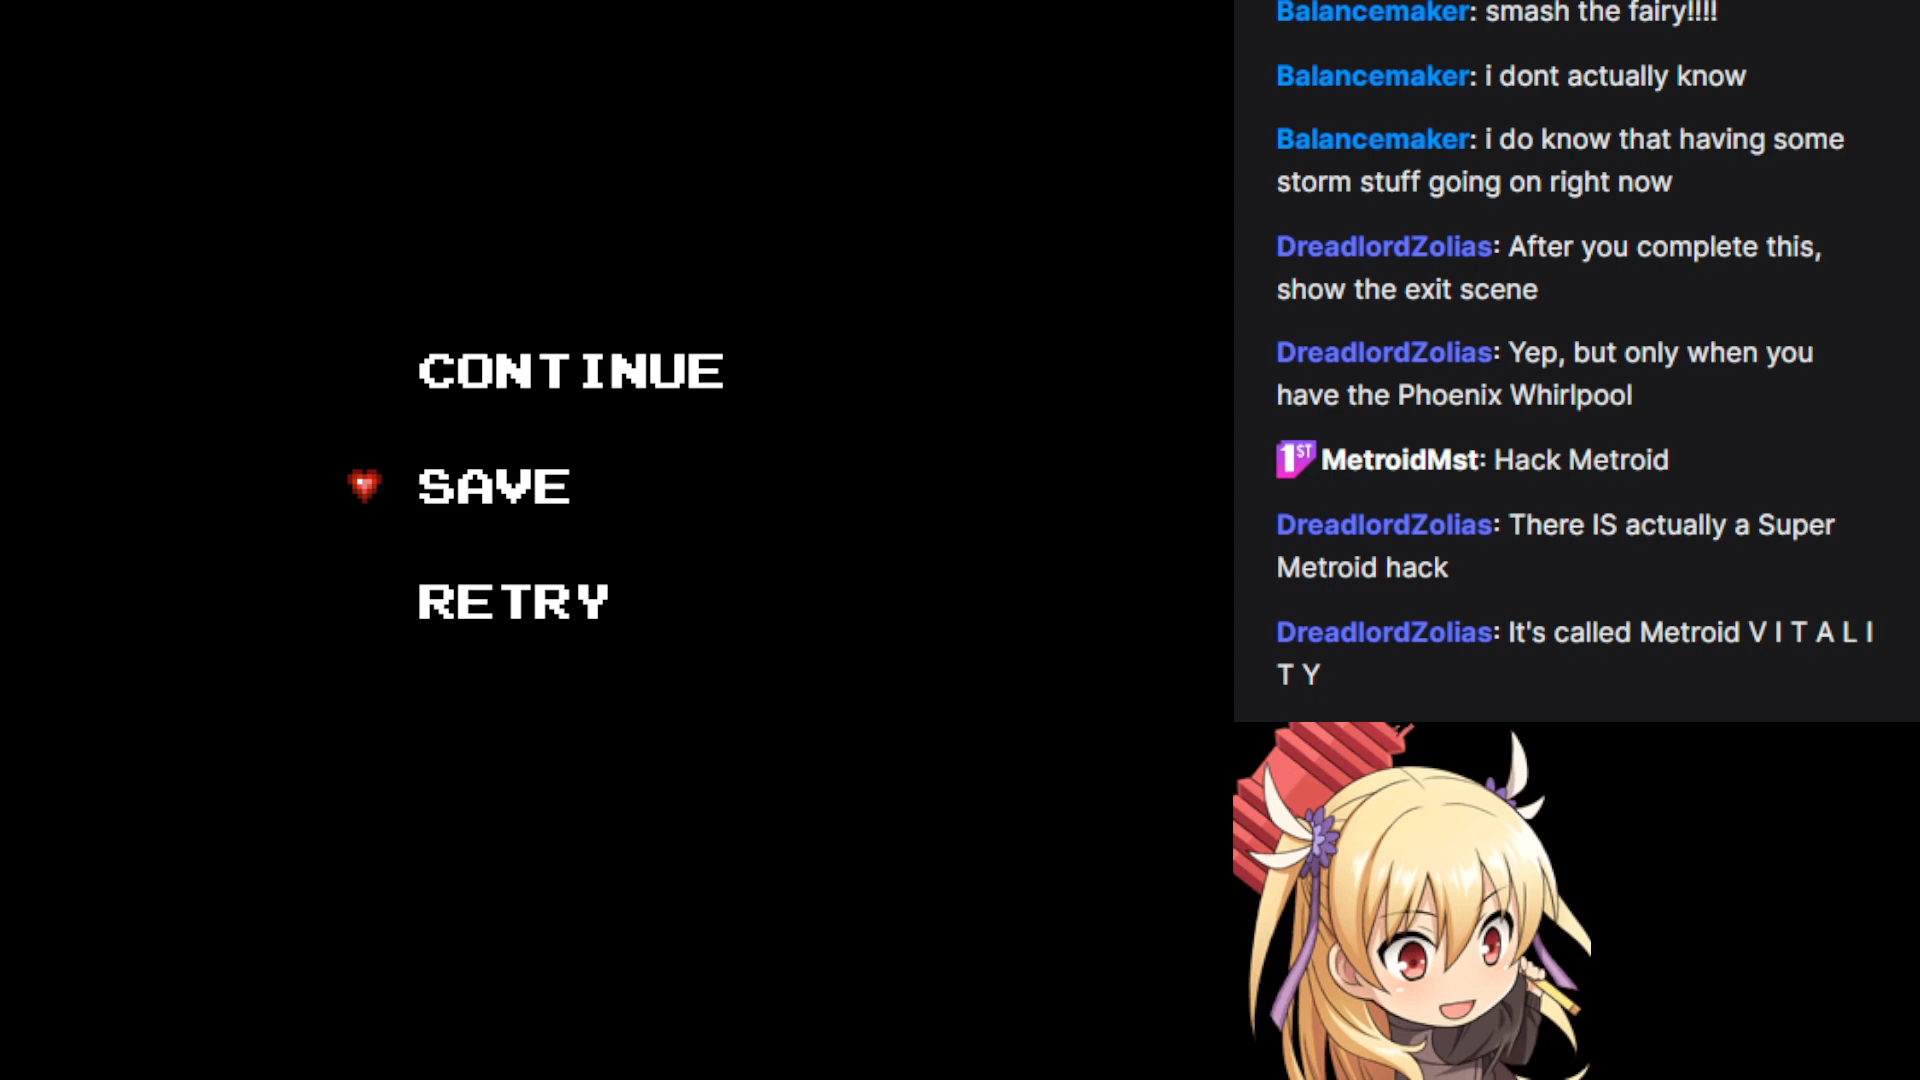 CONTINUE
SAVE
RETRY
Balancemaker: smash the fairy!!!!
Balancemaker: i dont actually know
Balancemaker: i do know that having some
storm stuff going on right now
DreadlordZolias: After you complete this,
show the exit scene
DreadlordZolias: Yep, but only when you
have the Phoenix Whirlpool
1ST MetroidMst: Hack Metroid
DreadlordZolias: There IS actually a Super
Metroid hack
DreadlordZolias: It's called Metroid V I T A L I
T Y